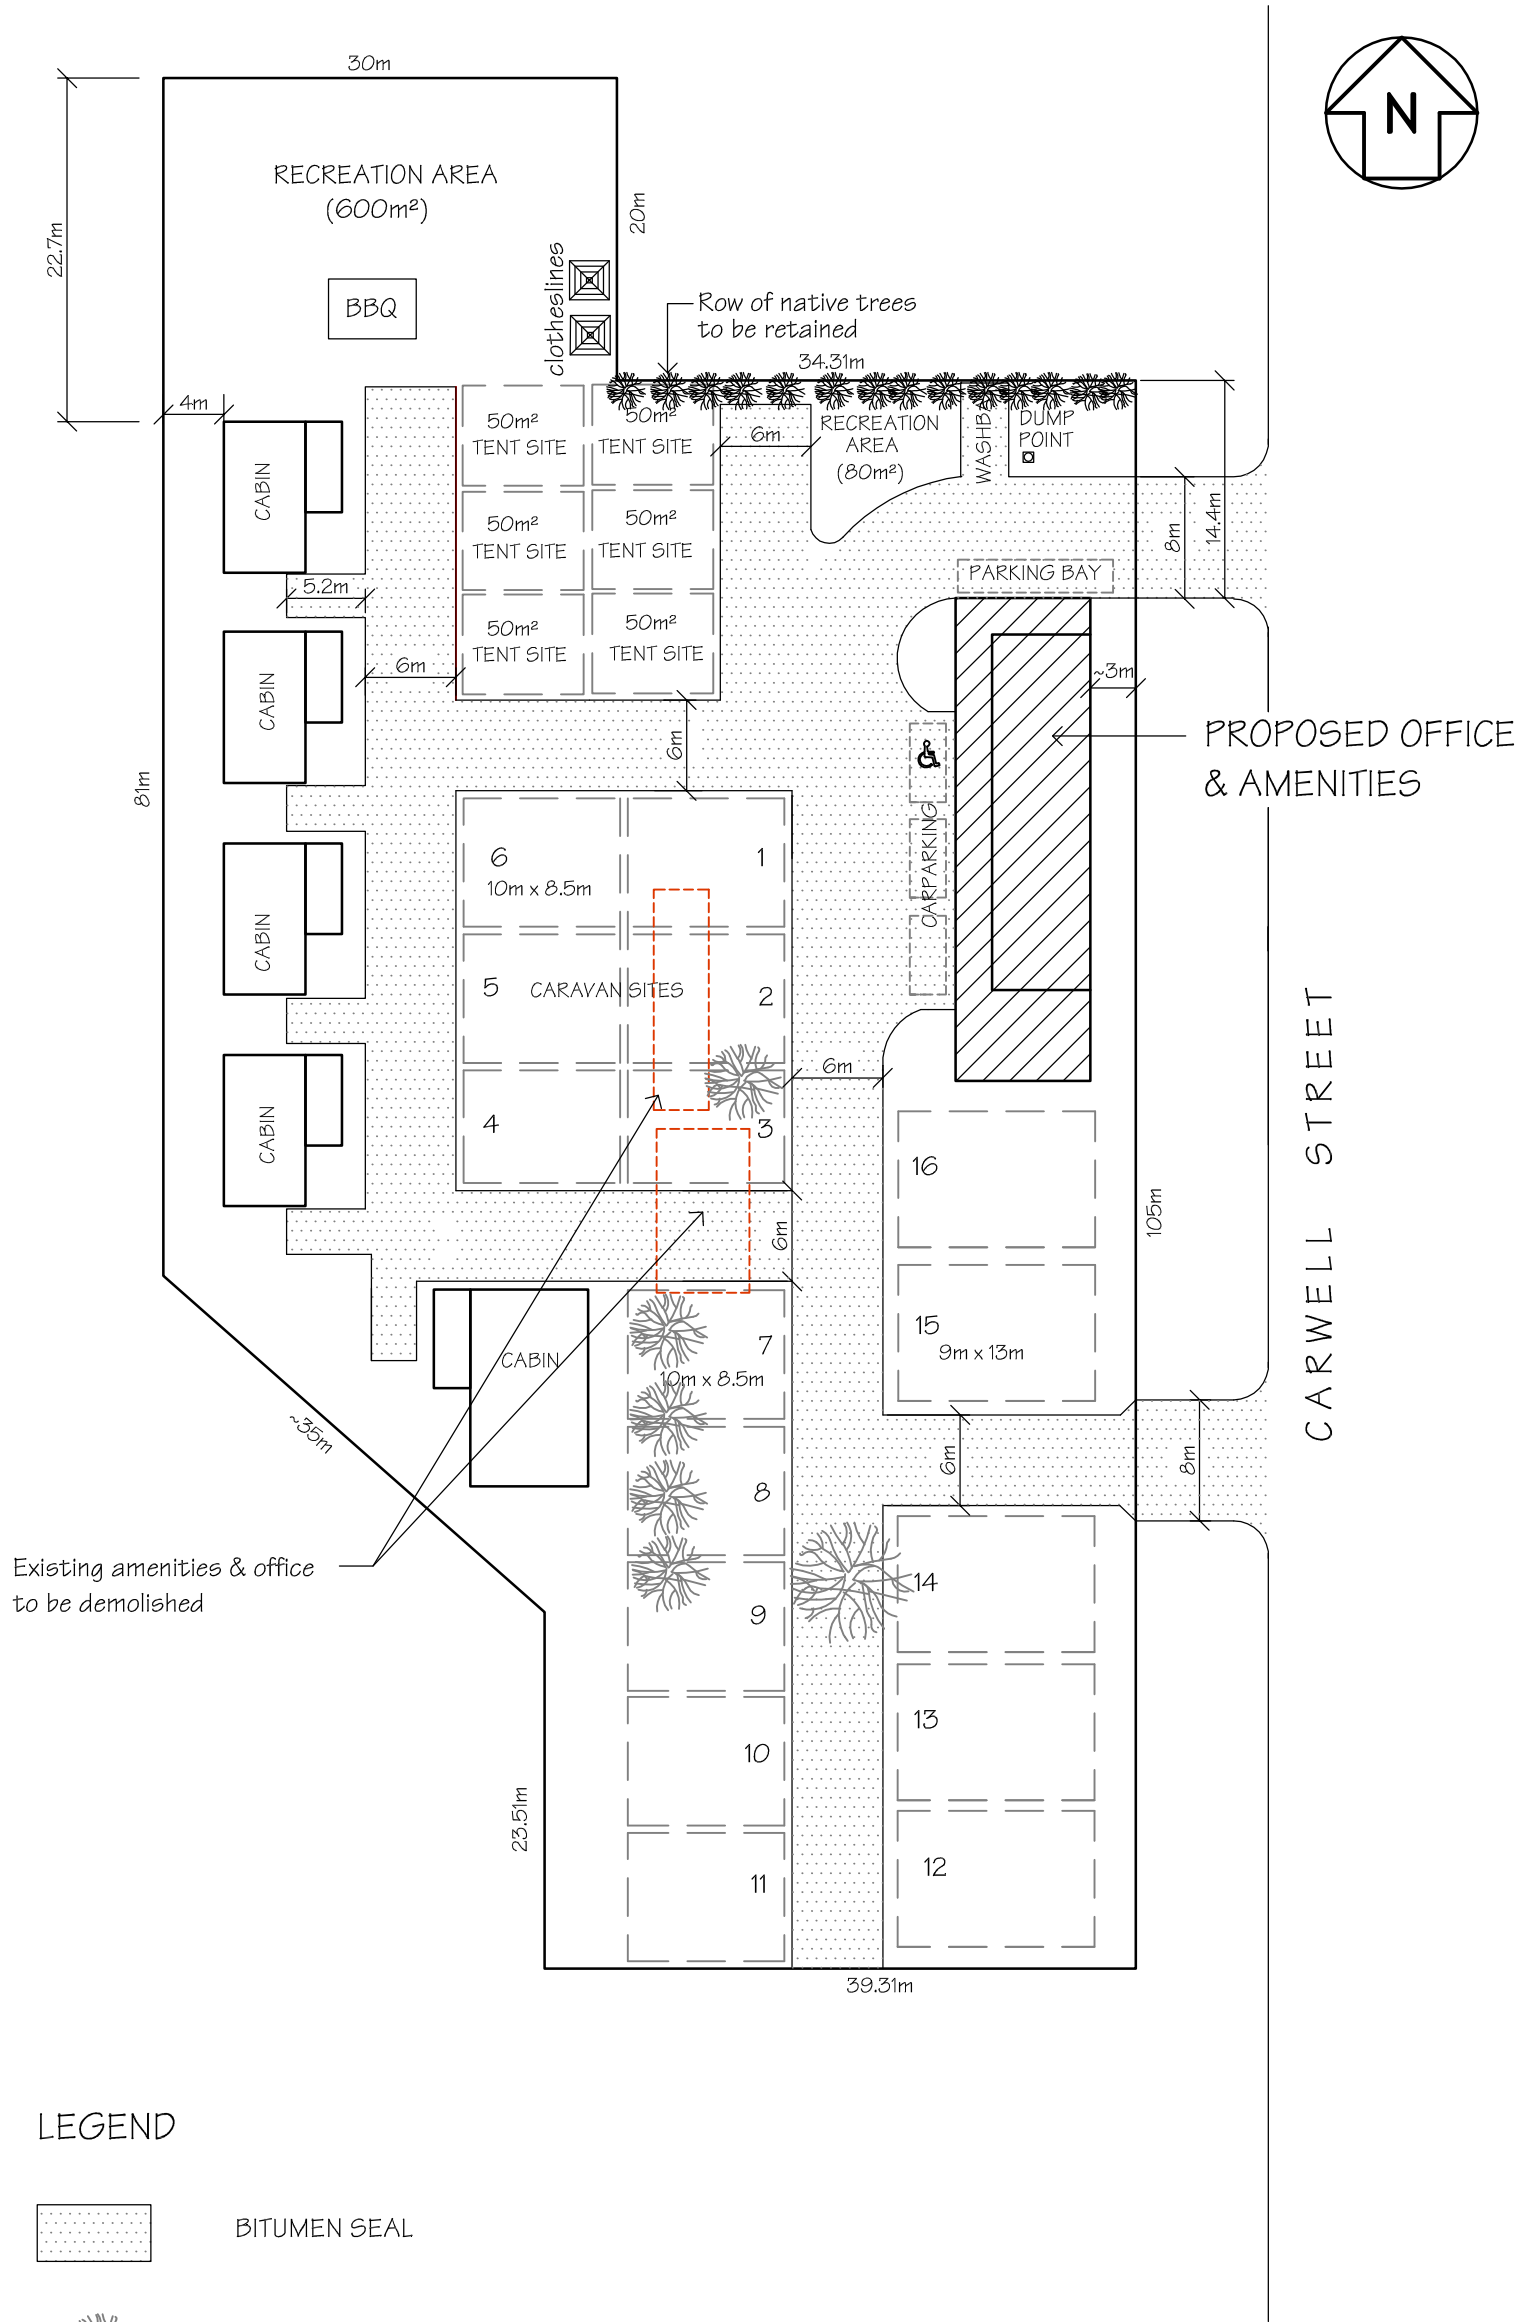 30m
N
RECREATION AREA
(600m²)
20m
22.7m
clotheslines
BBQ
Row of native trees
to be retained
34.31m
4m
50m²
TENT SITE
50m²
TENT SITE
6m
RECREATION
AREA
(80m²)
DUMP
POINT
CABIN
50m²
TENT SITE
50m²
TENT SITE
8m
14.4m
PARKING BAY
5.2m
50m²
TENT SITE
50m²
TENT SITE
6m
~3m
CABIN
6m
PROPOSED OFFICE
& AMENITIES
81m
CARPARKING
6
10m x 8.5m
1
CABIN
5
CARAVAN SITES
2
6m
4
3
CABIN
16
105m
CARWELL STREET
6m
15
9m x 13m
CABIN
7
10m x 8.5m
~35m
6m
8m
8
Existing amenities & office
to be demolished
14
9
13
10
23.51m
12
11
39.31m
LEGEND
BITUMEN SEAL